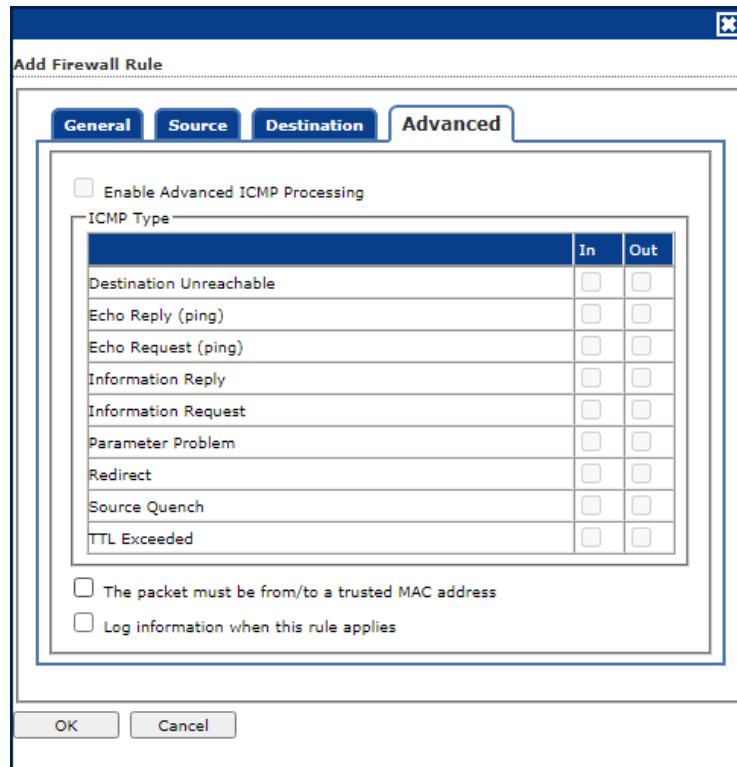 Add Firewall Rule
General Source Destination Advanced
Enable Advanced ICMP Processing
ICMP Type
In Out
Destination Unreachable
Echo Reply (ping)
Echo Request (ping)
Information Reply
Information Request
Parameter Problem
Redirect
Source Quench
TTL Exceeded
The packet must be from/to a trusted MAC address
Log information when this rule applies
OK Cancel